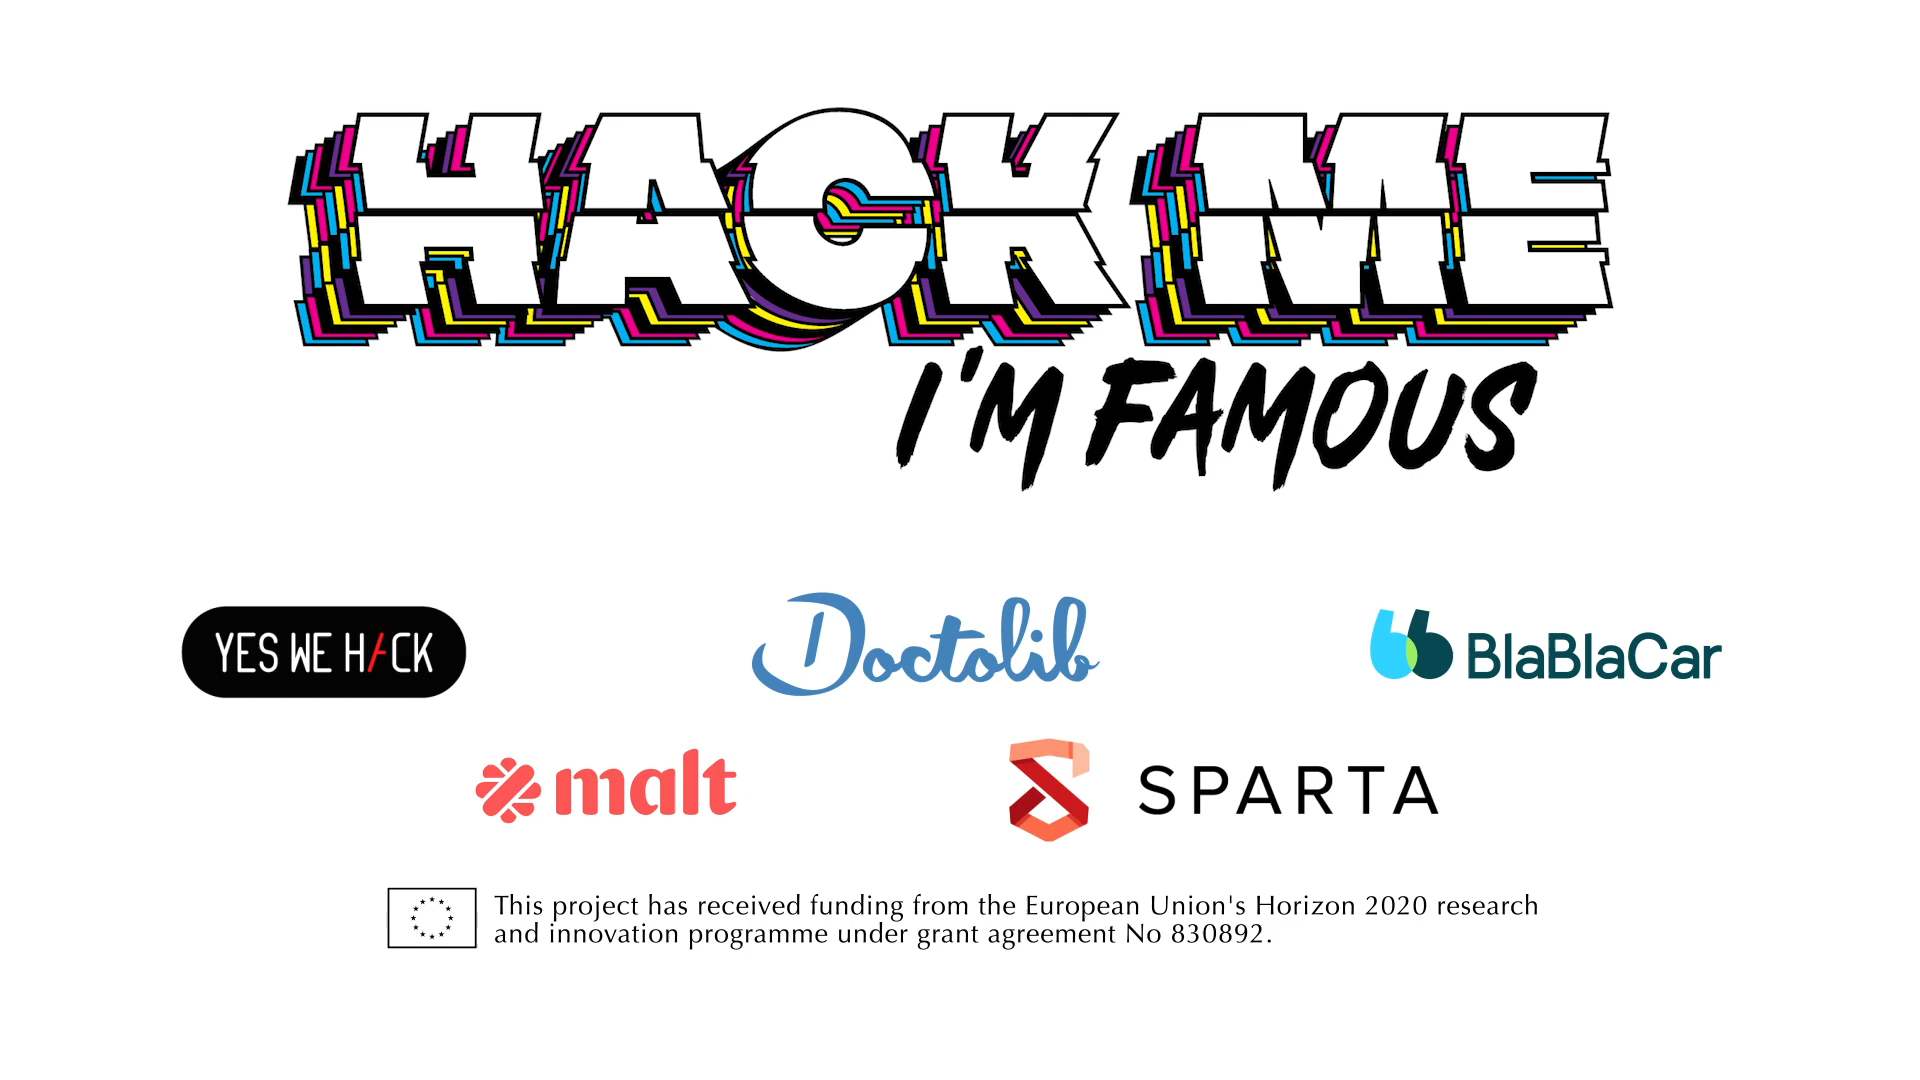 HACK ME
I'M FAMOUS
YES WE HACK
Doctolib
BlaBlaCar
malt
SPARTA
This project has received funding from the European Union's Horizon 2020 research
and innovation programme under grant agreement No 830892.